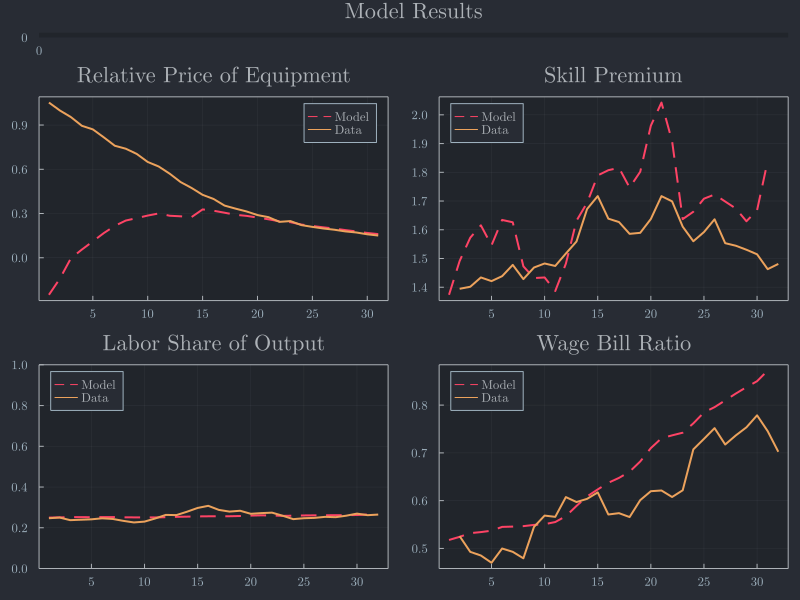 Model Results
0
0
Relative Price of Equipment
Skill Premium
Model
Data
0.9
0.6
0.3
0.0
5 10 15 20 25 30
Model
Data
2.0
1.9
1.8
1.7
1.6
1.5
1.4
5 10 15 20 25 30
Labor Share of Output
Wage Bill Ratio
Model
Data
1.0
0.8
0.6
0.4
0.2
0.0
5 10 15 20 25 30
Model
Data
0.8
0.7
0.6
0.5
5 10 15 20 25 30